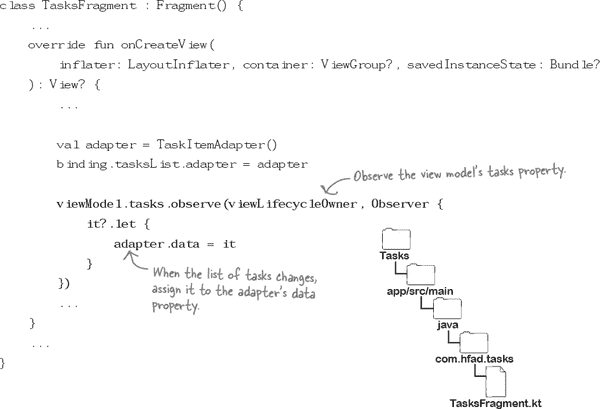 class TasksFragment : Fragment() {
...
override fun onCreateView(
inflater: LayoutInflater, container: ViewGroup?, savedInstanceState: Bundle?
): View? {
...
val adapter = TaskItemAdapter()
binding.tasksList.adapter = adapter
Observe the view model's tasks property.
viewModel.tasks.observe(viewLifecycleOwner, Observer {
it?.let {
adapter.data = it
}
})
When the list of tasks changes,
assign it to the adapter's data
property.
...
}
...
}
Tasks
app/src/main
java
com.hfad.tasks
TasksFragment.kt